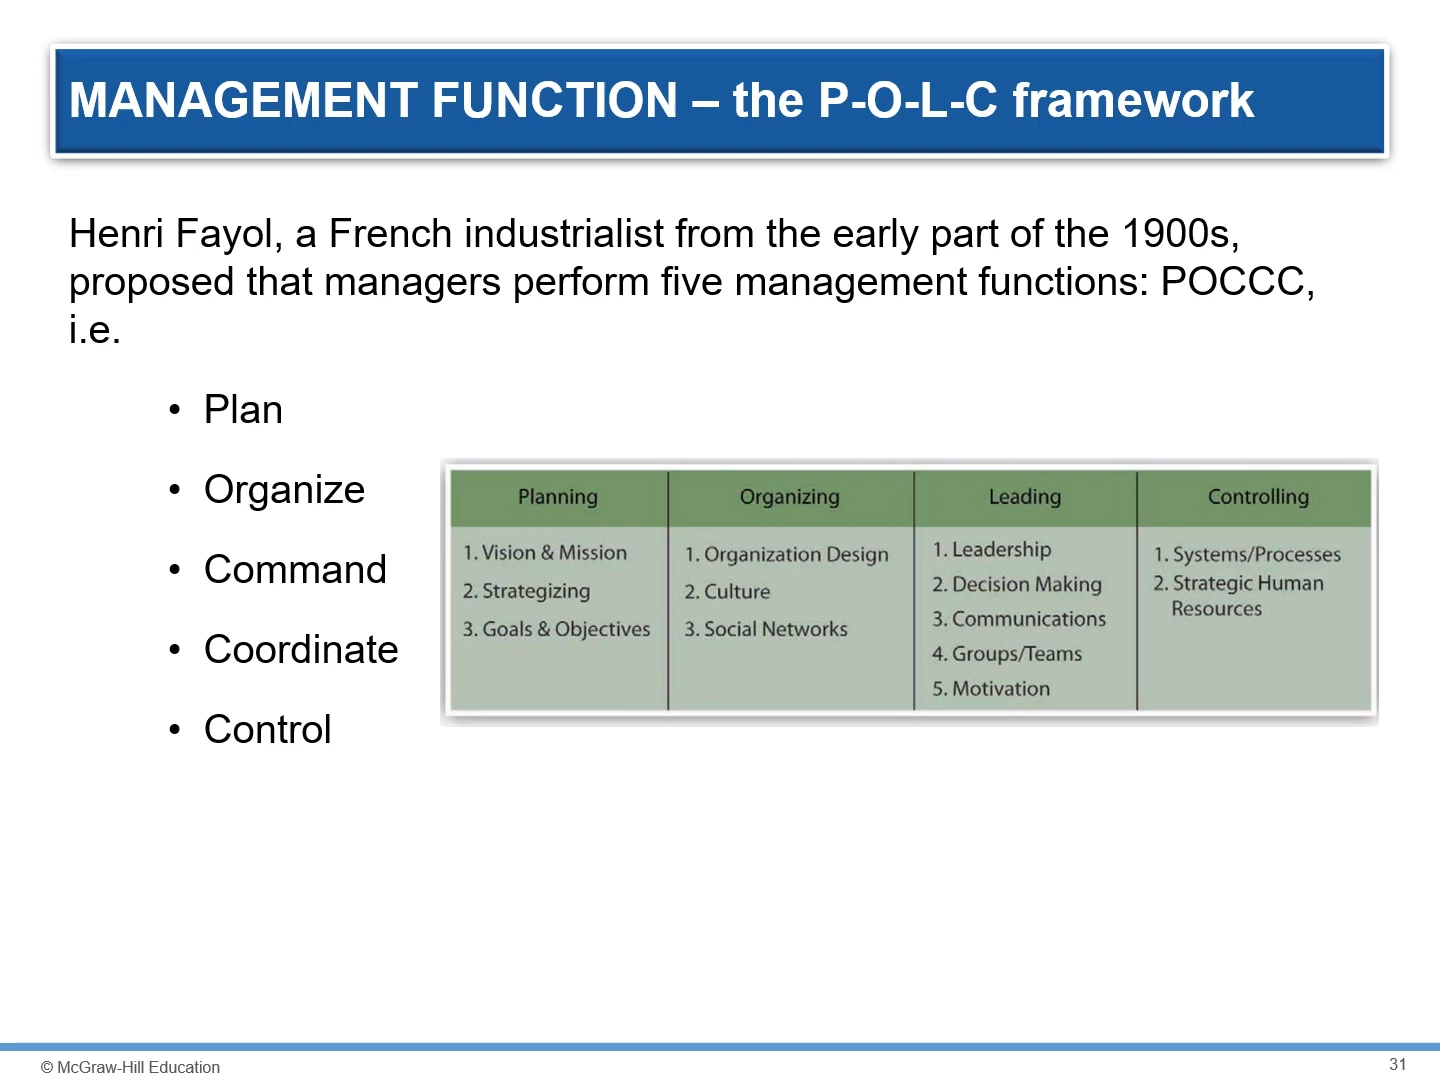 MANAGEMENT FUNCTION – the P-O-L-C framework
Henri Fayol, a French industrialist from the early part of the 1900s,
proposed that managers perform five management functions: POCCC,
i.e.
• Plan
• Organize
• Command
• Coordinate
• Control
Planning
1. Vision & Mission
2. Strategizing
3. Goals & Objectives
Organizing
1. Organization Design
2. Culture
3. Social Networks
Leading
1. Leadership
2. Decision Making
3. Communications
4. Groups/Teams
5. Motivation
Controlling
1. Systems/Processes
2. Strategic Human
Resources
© McGraw-Hill Education
31